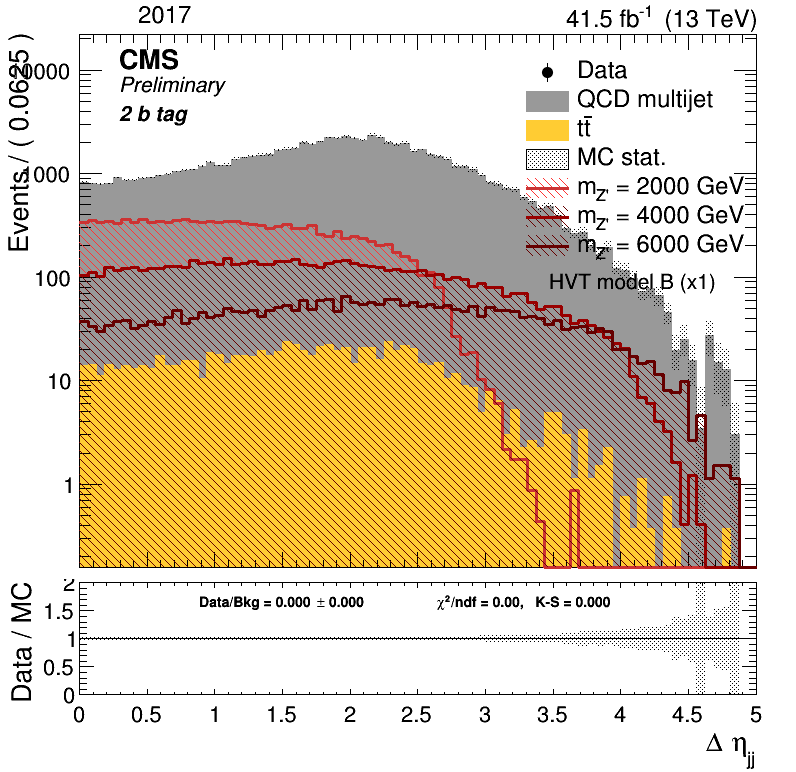 2017
41.5 fb⁻¹ (13 TeV)
CMS
Preliminary
2 b tag
Data
QCD multijet
tt̄
MC stat.
m_Z' = 2000 GeV
m_Z' = 4000 GeV
m_Z' = 6000 GeV
HVT model B (x1)
Events / ( 0.0625 )
10000
1000
100
10
1
Data/Bkg = 0.000 ± 0.000
χ²/ndf = 0.00, K-S = 0.000
Data / MC
2
1.5
1
0.5
0
0 0.5 1 1.5 2 2.5 3 3.5 4 4.5 5
Δ η_jj